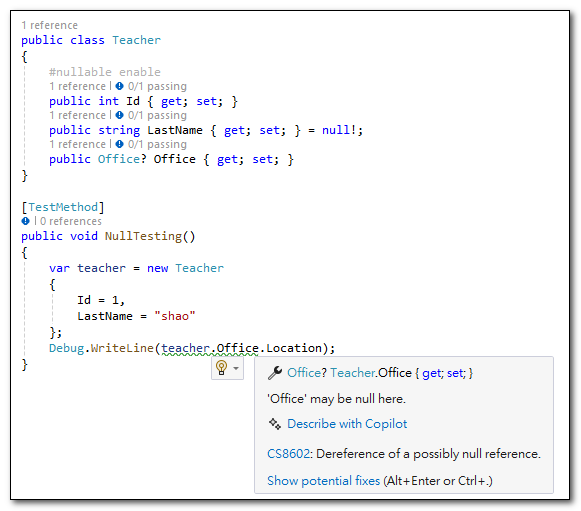 1 reference
public class Teacher
{
#nullable enable
1 reference | 0/1 passing
public int Id { get; set; }
1 reference | 0/1 passing
public string LastName { get; set; } = null!;
1 reference | 0/1 passing
public Office? Office { get; set; }
}
[TestMethod]
| 0 references
public void NullTesting()
{
var teacher = new Teacher
{
Id = 1,
LastName = "shao"
};
Debug.WriteLine(teacher.Office.Location);
}
Office? Teacher.Office { get; set; }
'Office' may be null here.
Describe with Copilot
CS8602: Dereference of a possibly null reference.
Show potential fixes (Alt+Enter or Ctrl+.)